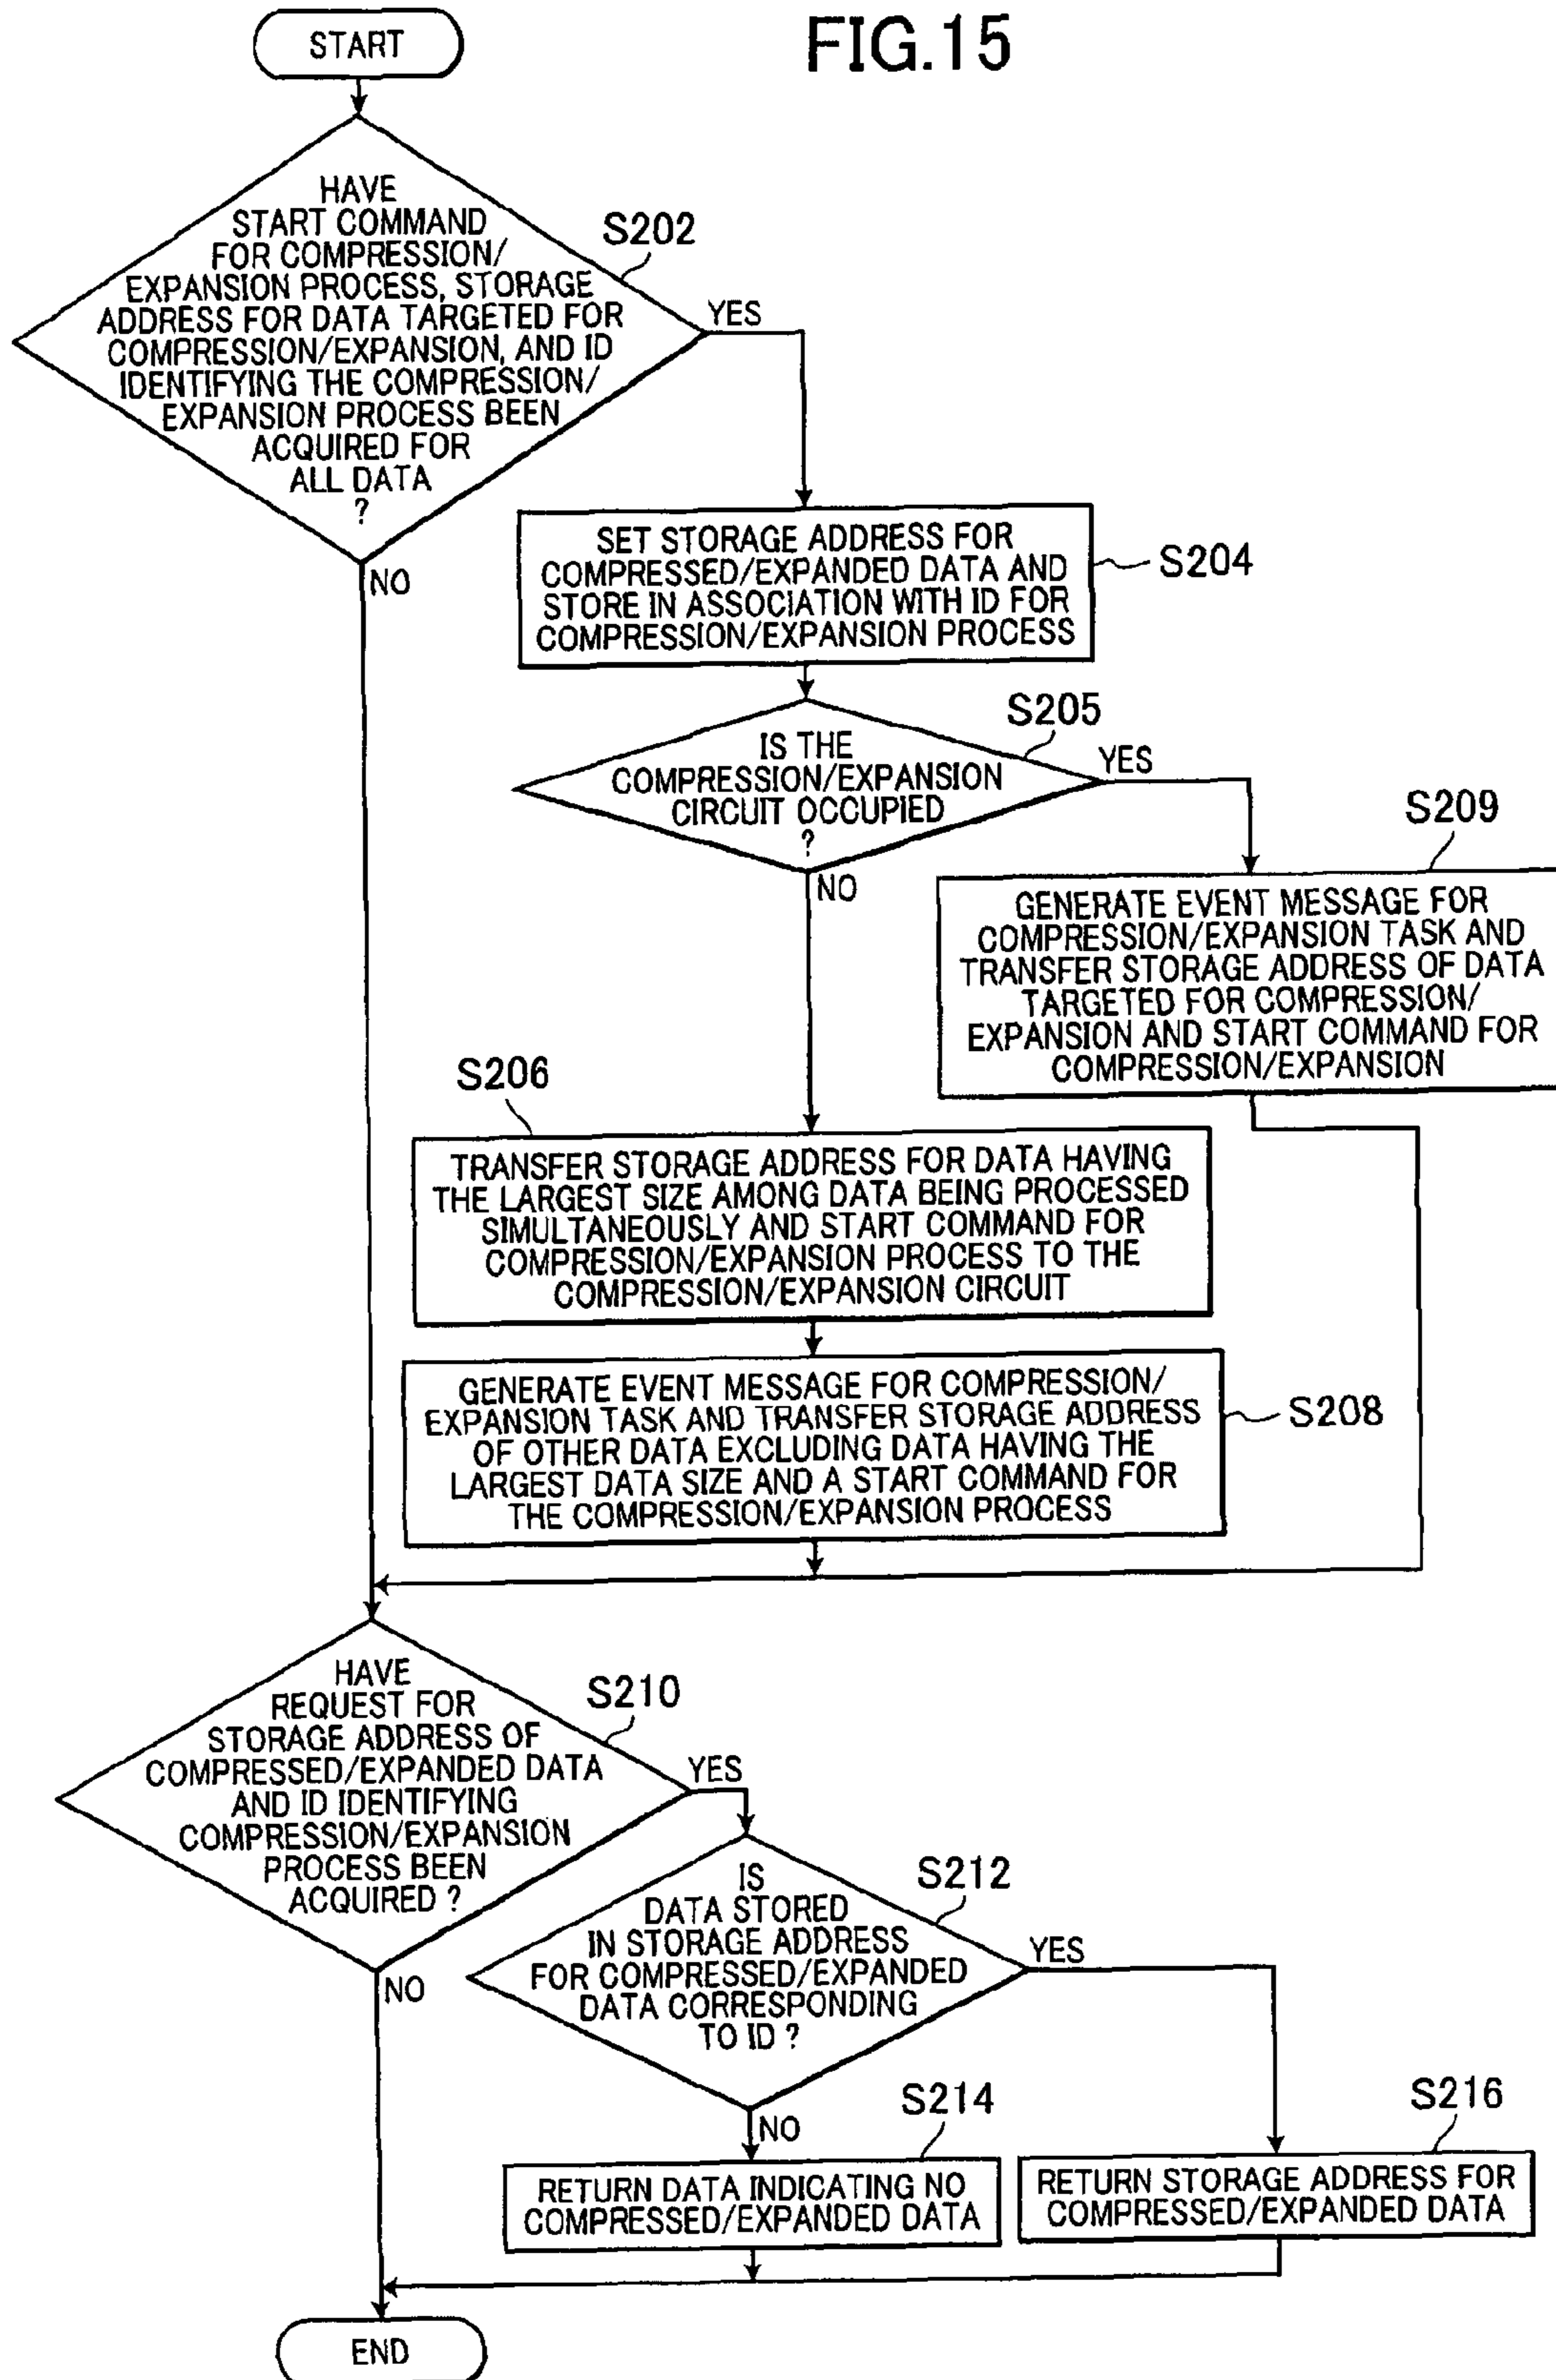 FIG.15
START
HAVE
START COMMAND
FOR COMPRESSION/
EXPANSION PROCESS, STORAGE
ADDRESS FOR DATA TARGETED FOR
COMPRESSION/EXPANSION, AND ID
IDENTIFYING THE COMPRESSION/
EXPANSION PROCESS BEEN
ACQUIRED FOR
ALL DATA
?
S202
YES
NO
SET STORAGE ADDRESS FOR
COMPRESSED/EXPANDED DATA AND
STORE IN ASSOCIATION WITH ID FOR
COMPRESSION/EXPANSION PROCESS
S204
IS THE
COMPRESSION/EXPANSION
CIRCUIT OCCUPIED
?
S205
YES
NO
S209
GENERATE EVENT MESSAGE FOR
COMPRESSION/EXPANSION TASK AND
TRANSFER STORAGE ADDRESS OF DATA
TARGETED FOR COMPRESSION/
EXPANSION AND START COMMAND FOR
COMPRESSION/EXPANSION
S206
TRANSFER STORAGE ADDRESS FOR DATA HAVING
THE LARGEST SIZE AMONG DATA BEING PROCESSED
SIMULTANEOUSLY AND START COMMAND FOR
COMPRESSION/EXPANSION PROCESS TO THE
COMPRESSION/EXPANSION CIRCUIT
GENERATE EVENT MESSAGE FOR COMPRESSION/
EXPANSION TASK AND TRANSFER STORAGE ADDRESS
OF OTHER DATA EXCLUDING DATA HAVING THE
LARGEST DATA SIZE AND A START COMMAND FOR
THE COMPRESSION/EXPANSION PROCESS
S208
HAVE
REQUEST FOR
STORAGE ADDRESS OF
COMPRESSED/EXPANDED DATA
AND ID IDENTIFYING
COMPRESSION/EXPANSION
PROCESS BEEN
ACQUIRED ?
S210
YES
NO
IS
DATA STORED
IN STORAGE ADDRESS
FOR COMPRESSED/EXPANDED
DATA CORRESPONDING
TO ID ?
S212
YES
NO
S214
RETURN DATA INDICATING NO
COMPRESSED/EXPANDED DATA
S216
RETURN STORAGE ADDRESS FOR
COMPRESSED/EXPANDED DATA
END